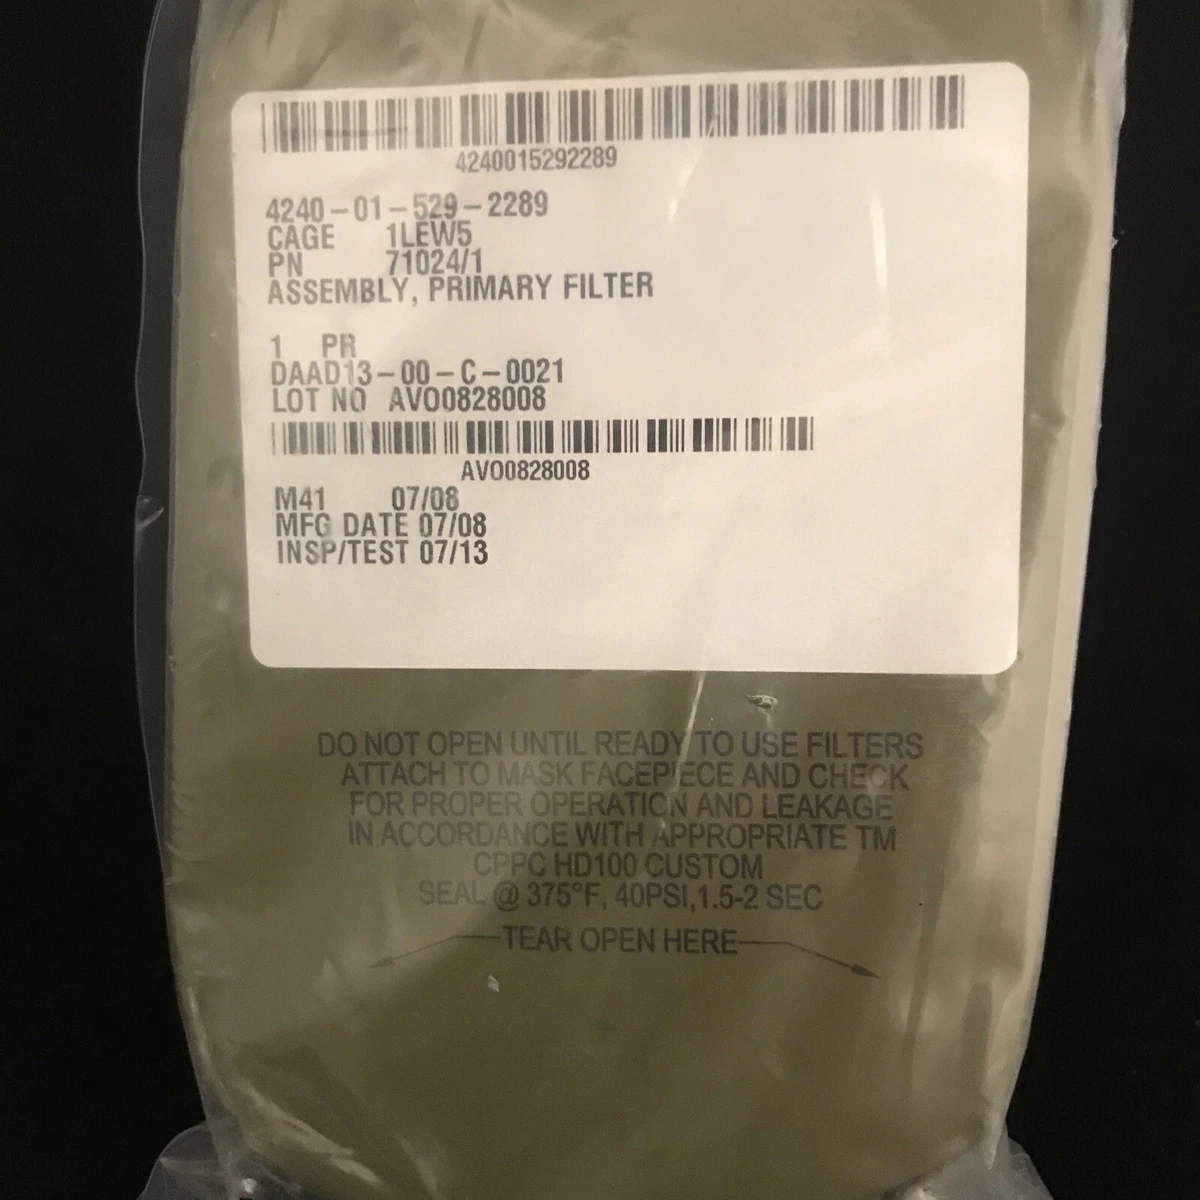 4240015292289
4240-01-529-2289
CAGE 1LEW5
PN 71024/1
ASSEMBLY, PRIMARY FILTER
1 PR
DAAD13-00-C-0021
LOT NO AVO0828008
AVO0828008
M41 07/08
MFG DATE 07/08
INSP/TEST 07/13
DO NOT OPEN UNTIL READY TO USE FILTERS
ATTACH TO MASK FACEPIECE AND CHECK
FOR PROPER OPERATION AND LEAKAGE
IN ACCORDANCE WITH APPROPRIATE TM
CPPC HD100 CUSTOM
SEAL @ 375°F, 40PSI,1.5-2 SEC
TEAR OPEN HERE